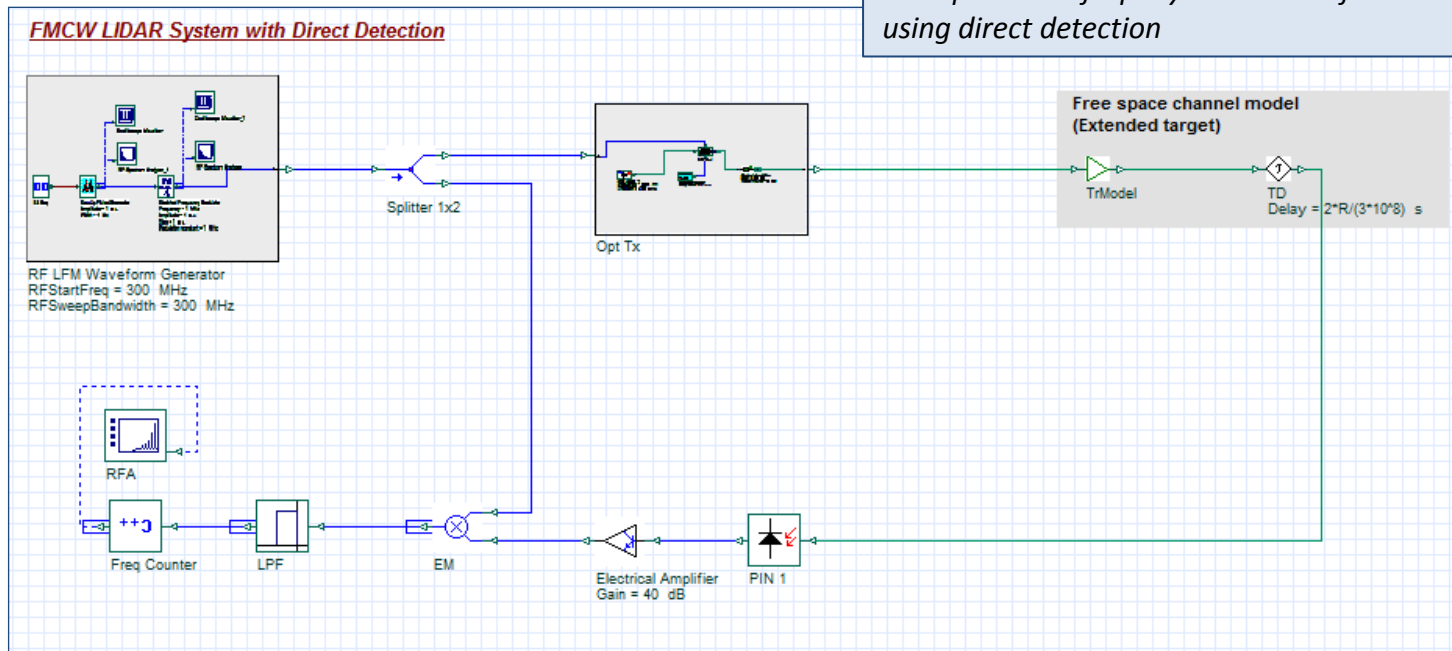 using direct detection
FMCW LIDAR System with Direct Detection
Free space channel model
(Extended target)
TrModel
TD
Delay = 2*R/(3*10^8) s
Splitter 1x2
Opt Tx
RF LFM Waveform Generator
RFStartFreq = 300 MHz
RFSweepBandwidth = 300 MHz
RFA
C++
Freq Counter
LPF
EM
Electrical Amplifier
Gain = 40 dB
PIN 1